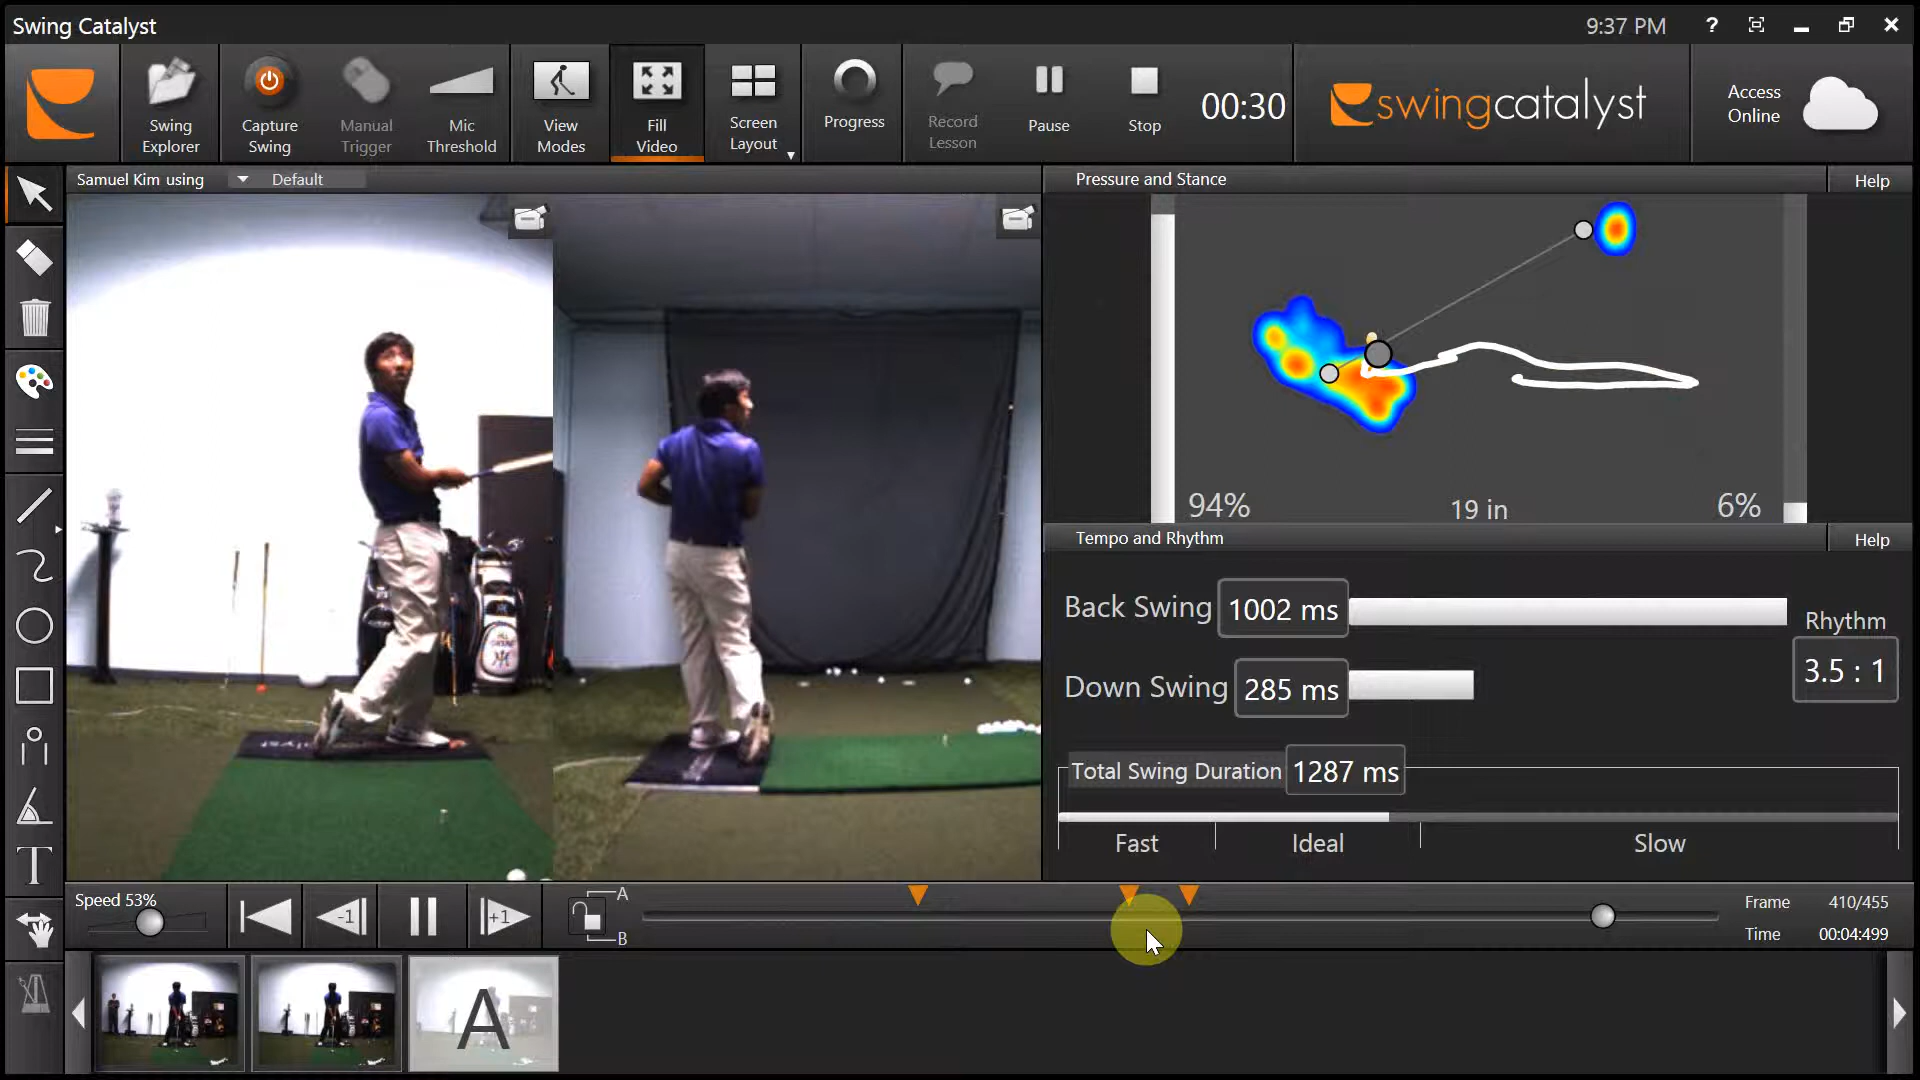 Swing Catalyst
9:37 PM
?
Swing Explorer
Capture Swing
Manual Trigger
Mic Threshold
View Modes
Fill Video
Screen Layout
Progress
Record Lesson
Pause
Stop
00:30
swingcatalyst
Access Online
Samuel Kim using
Default
Pressure and Stance
Help
94%
19 in
6%
Tempo and Rhythm
Help
Back Swing
1002 ms
Rhythm
3.5 : 1
Down Swing
285 ms
Total Swing Duration
1287 ms
Fast
Ideal
Slow
T
Speed 53%
-1
+1
A
B
Frame
410/455
Time
00:04:499
A